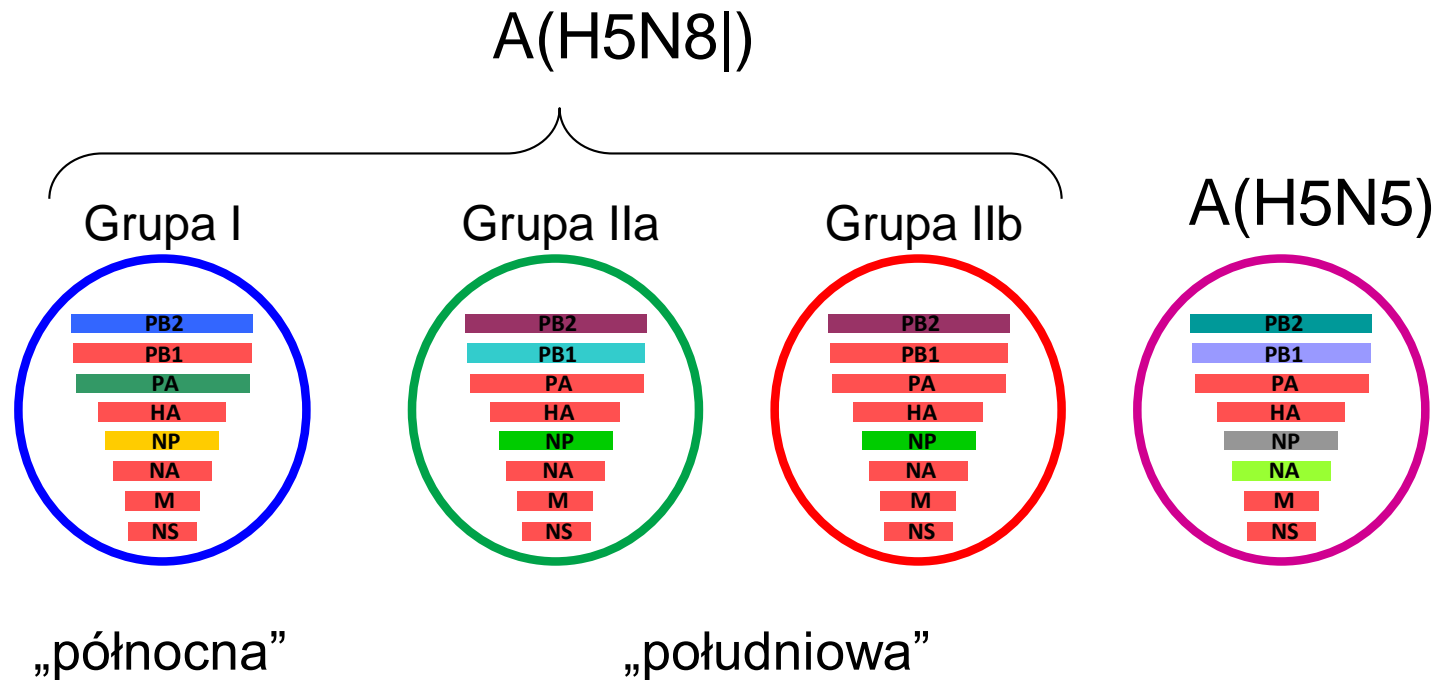 A(H5N8|)
Grupa I
Grupa IIa
Grupa IIb
A(H5N5)
PB2
PB1
PA
HA
NP
NA
M
NS
PB2
PB1
PA
HA
NP
NA
M
NS
PB2
PB1
PA
HA
NP
NA
M
NS
PB2
PB1
PA
HA
NP
NA
M
NS
„północna”
„południowa”